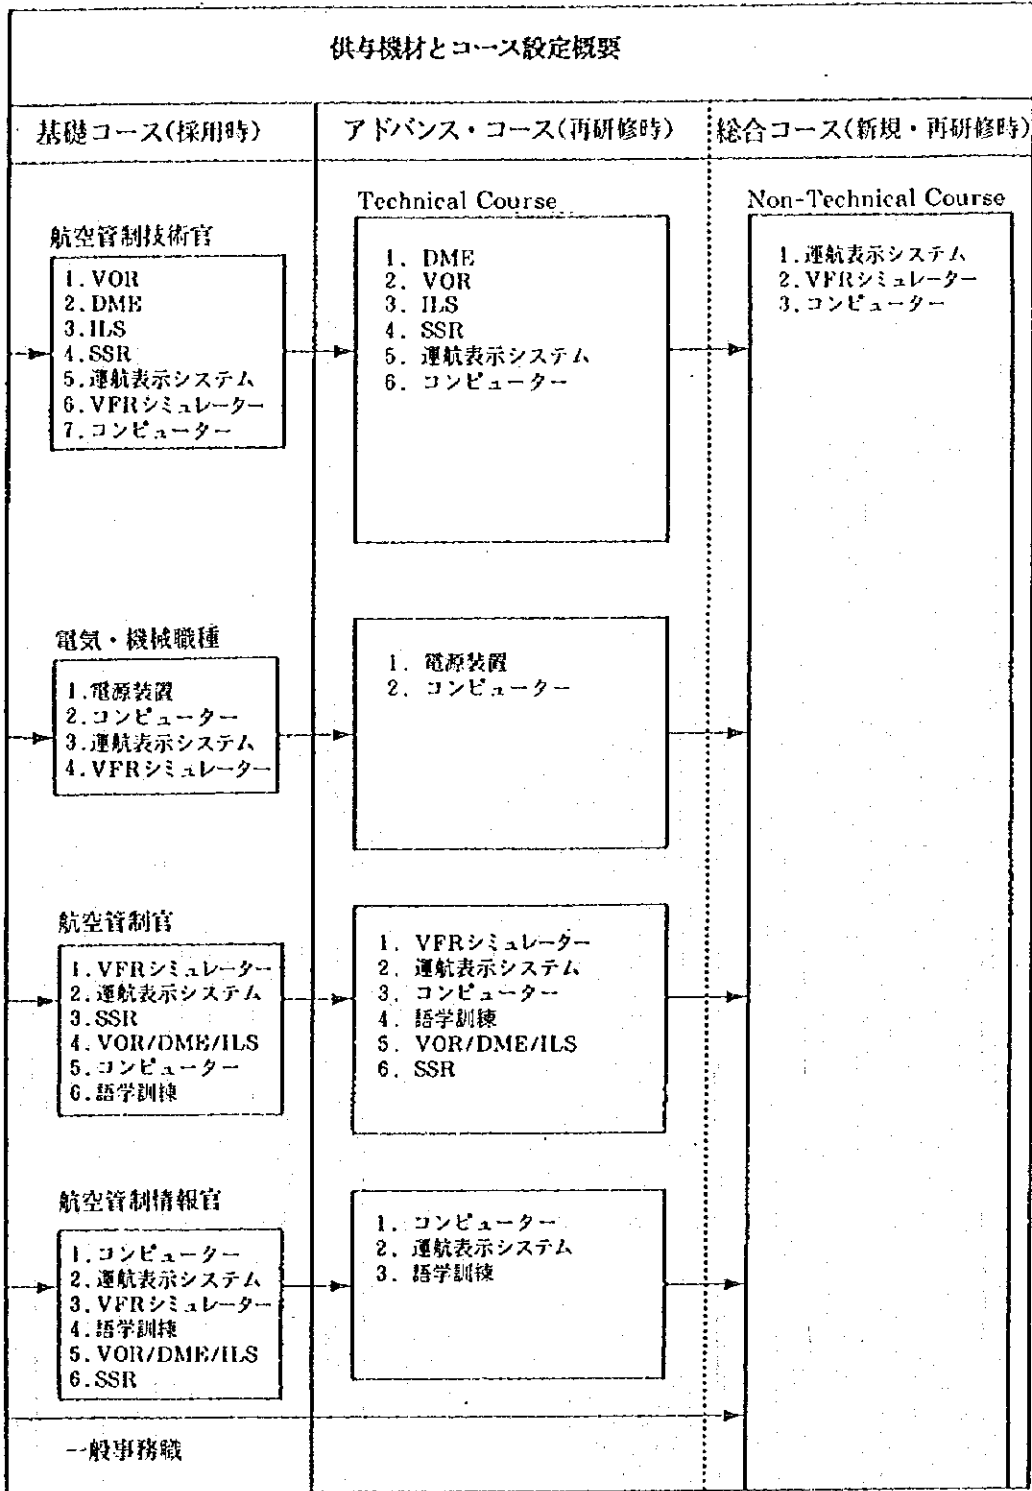 供与機材とコース設定概要
基礎コース(採用時)
アドバンス・コース(再研修時)
総合コース(新規・再研修時)
航空管制技術官
1. VOR
2. DME
3. ILS
4. SSR
5. 運航表示システム
6. VFRシミュレーター
7. コンピューター
Technical Course
1. DME
2. VOR
3. ILS
4. SSR
5. 運航表示システム
6. コンピューター
Non-Technical Course
1. 運航表示システム
2. VFRシミュレーター
3. コンピューター
電気・機械職種
1. 電源装置
2. コンピューター
3. 運航表示システム
4. VFRシミュレーター
1. 電源装置
2. コンピューター
航空管制官
1. VFRシミュレーター
2. 運航表示システム
3. SSR
4. VOR/DME/ILS
5. コンピューター
6. 語学訓練
1. VFRシミュレーター
2. 運航表示システム
3. コンピューター
4. 語学訓練
5. VOR/DME/ILS
6. SSR
航空管制情報官
1. コンピューター
2. 運航表示システム
3. VFRシミュレーター
4. 語学訓練
5. VOR/DME/ILS
6. SSR
1. コンピューター
2. 運航表示システム
3. 語学訓練
一般事務職